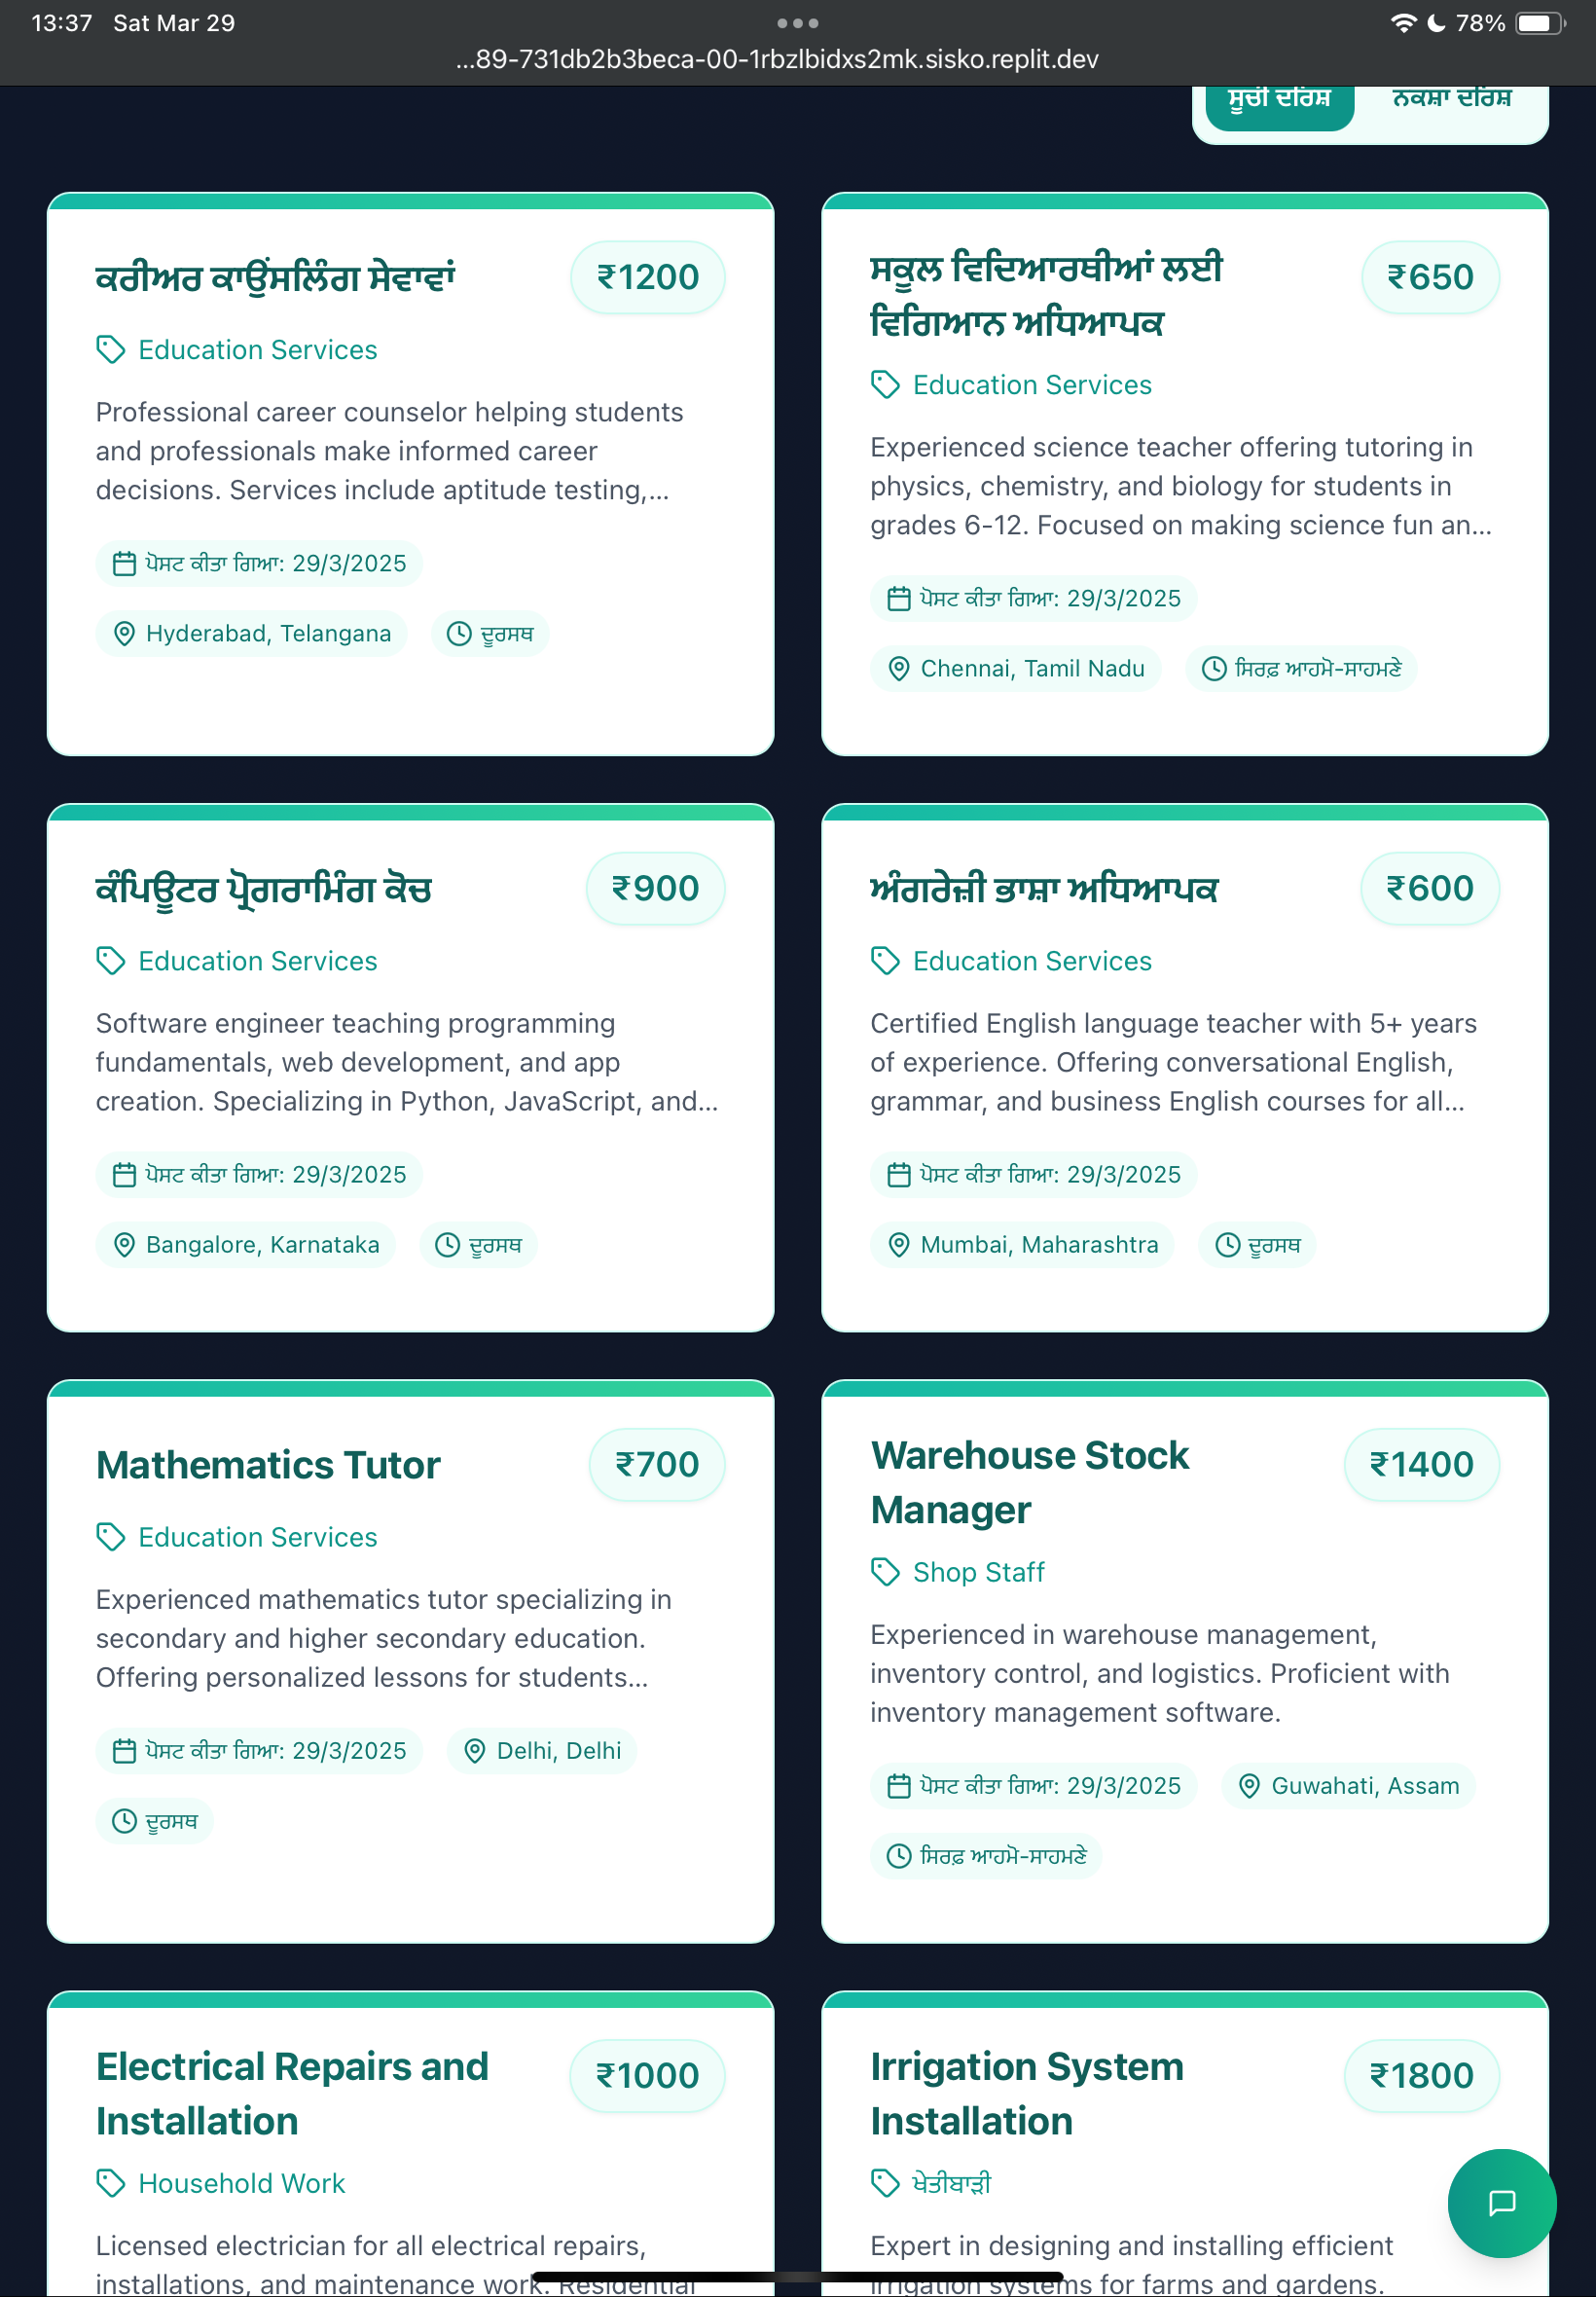 13:37 Sat Mar 29
78%
...89-731db2b3beca-00-1rbzlbidxs2mk.sisko.replit.dev
ਸੂਚੀ ਦਰਿਸ਼ ਨਕਸ਼ਾ ਦਰਿਸ਼
ਕਰੀਅਰ ਕਾਉਂਸਲਿੰਗ ਸੇਵਾਵਾਂ
₹1200
Education Services
Professional career counselor helping students
and professionals make informed career
decisions. Services include aptitude testing,...
ਪੋਸਟ ਕੀਤਾ ਗਿਆ: 29/3/2025
Hyderabad, Telangana
ਦੂਰਸਥ
ਸਕੂਲ ਵਿਦਿਆਰਥੀਆਂ ਲਈ
ਵਿਗਿਆਨ ਅਧਿਆਪਕ
₹650
Education Services
Experienced science teacher offering tutoring in
physics, chemistry, and biology for students in
grades 6-12. Focused on making science fun an...
ਪੋਸਟ ਕੀਤਾ ਗਿਆ: 29/3/2025
Chennai, Tamil Nadu
ਸਿਰਫ਼ ਆਹਮੋ-ਸਾਹਮਣੇ
ਕੰਪਿਊਟਰ ਪ੍ਰੋਗਰਾਮਿੰਗ ਕੋਚ
₹900
Education Services
Software engineer teaching programming
fundamentals, web development, and app
creation. Specializing in Python, JavaScript, and...
ਪੋਸਟ ਕੀਤਾ ਗਿਆ: 29/3/2025
Bangalore, Karnataka
ਦੂਰਸਥ
ਅੰਗਰੇਜ਼ੀ ਭਾਸ਼ਾ ਅਧਿਆਪਕ
₹600
Education Services
Certified English language teacher with 5+ years
of experience. Offering conversational English,
grammar, and business English courses for all...
ਪੋਸਟ ਕੀਤਾ ਗਿਆ: 29/3/2025
Mumbai, Maharashtra
ਦੂਰਸਥ
Mathematics Tutor
₹700
Education Services
Experienced mathematics tutor specializing in
secondary and higher secondary education.
Offering personalized lessons for students...
ਪੋਸਟ ਕੀਤਾ ਗਿਆ: 29/3/2025
Delhi, Delhi
ਦੂਰਸਥ
Warehouse Stock
Manager
₹1400
Shop Staff
Experienced in warehouse management,
inventory control, and logistics. Proficient with
inventory management software.
ਪੋਸਟ ਕੀਤਾ ਗਿਆ: 29/3/2025
Guwahati, Assam
ਸਿਰਫ਼ ਆਹਮੋ-ਸਾਹਮਣੇ
Electrical Repairs and
Installation
₹1000
Household Work
Licensed electrician for all electrical repairs,
installations, and maintenance work. Residential
Irrigation System
Installation
₹1800
ਖੇਤੀਬਾੜੀ
Expert in designing and installing efficient
irrigation systems for farms and gardens.